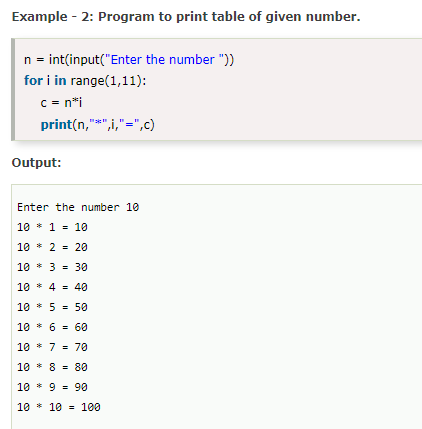 Example - 2: Program to print table of given number.
n = int(input("Enter the number "))
for i in range(1,11):
    c = n*i
    print(n,"*",i,"=",c)
Output:
Enter the number 10
10 * 1 = 10
10 * 2 = 20
10 * 3 = 30
10 * 4 = 40
10 * 5 = 50
10 * 6 = 60
10 * 7 = 70
10 * 8 = 80
10 * 9 = 90
10 * 10 = 100